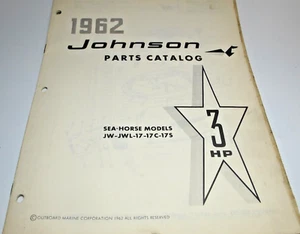 1962
Johnson
PARTS CATALOG
SEA-HORSE MODELS
JW-JWL-17-17C-17S
3
HP
©OUTBOARD MARINE CORPORATION 1962 ALL RIGHTS RESERVED